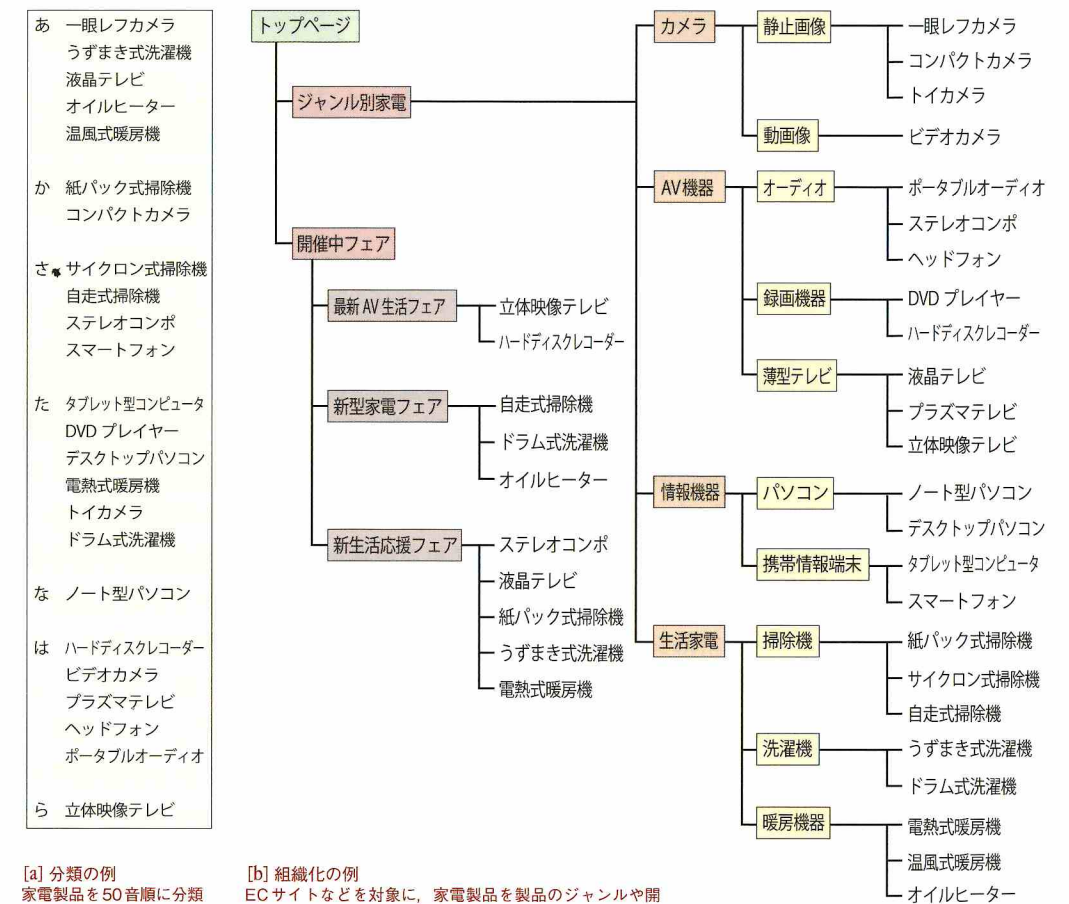 あ 一眼レフカメラ
うずまき式洗濯機
液晶テレビ
オイルヒーター
温風式暖房機
か 紙パック式掃除機
コンパクトカメラ
さ サイクロン式掃除機
自走式掃除機
ステレオコンポ
スマートフォン
た タブレット型コンピュータ
DVD プレイヤー
デスクトップパソコン
電熱式暖房機
トイカメラ
ドラム式洗濯機
な ノート型パソコン
は ハードディスクレコーダー
ビデオカメラ
プラズマテレビ
ヘッドフォン
ポータブルオーディオ
ら 立体映像テレビ
[a] 分類の例
家電製品を50音順に分類
トップページ
ジャンル別家電
開催中フェア
最新 AV 生活フェア
立体映像テレビ
ハードディスクレコーダー
新型家電フェア
自走式掃除機
ドラム式洗濯機
オイルヒーター
新生活応援フェア
ステレオコンポ
液晶テレビ
紙パック式掃除機
うずまき式洗濯機
電熱式暖房機
カメラ
静止画像
一眼レフカメラ
コンパクトカメラ
トイカメラ
動画像
ビデオカメラ
AV機器
オーディオ
ポータブルオーディオ
ステレオコンポ
ヘッドフォン
録画機器
DVD プレイヤー
ハードディスクレコーダー
薄型テレビ
液晶テレビ
プラズマテレビ
立体映像テレビ
情報機器
パソコン
ノート型パソコン
デスクトップパソコン
携帯情報端末
タブレット型コンピュータ
スマートフォン
生活家電
掃除機
紙パック式掃除機
サイクロン式掃除機
自走式掃除機
洗濯機
うずまき式洗濯機
ドラム式洗濯機
暖房機器
電熱式暖房機
温風式暖房機
オイルヒーター
[b] 組織化の例
ECサイトなどを対象に，家電製品を製品のジャンルや開